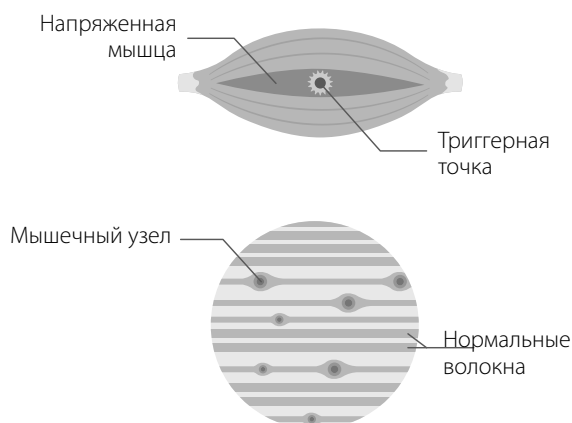 Напряженная
мышца
Триггерная
точка
Мышечный узел
Нормальные
волокна